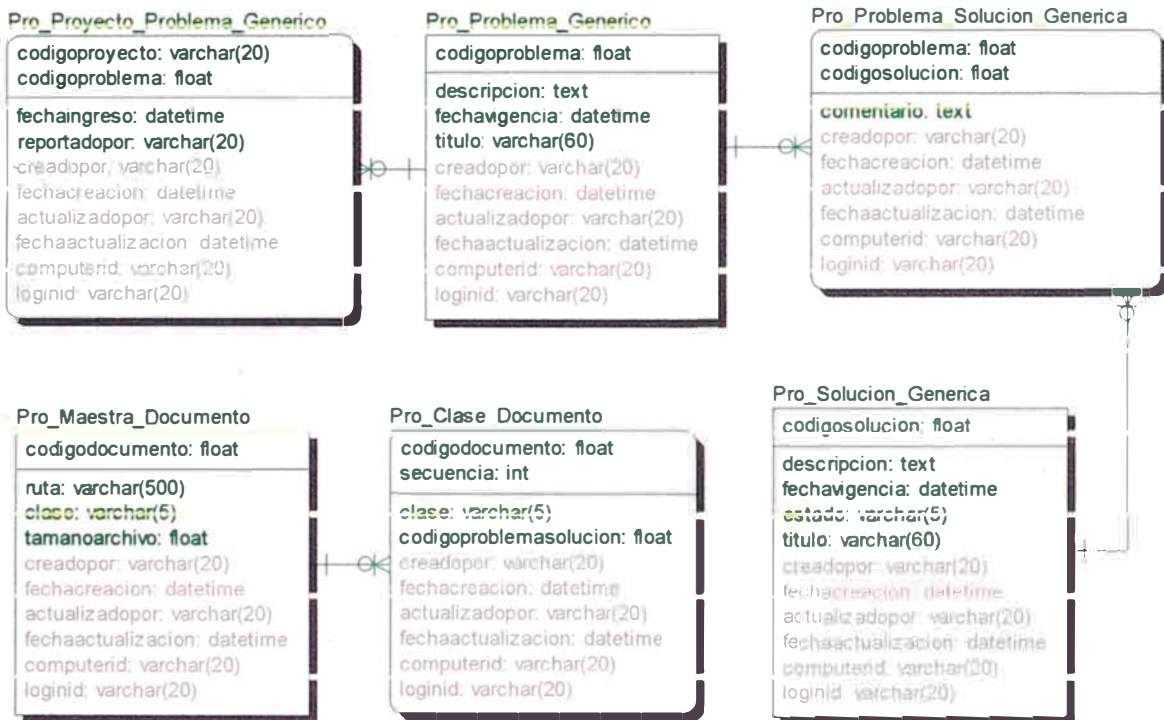 Pro_Proyecto_Problema_Generico
codigoproyecto: varchar(20)
codigoproblema: float
fechaingreso: datetime
reportadopor: varchar(20)
creadopor: varchar(20)
fechacreacion: datetime
actualizadopor: varchar(20)
fechaactualizacion: datetime
computerid: varchar(20)
loginid: varchar(20)
Pro_Problema_Generico
codigoproblema: float
descripcion: text
fechavigencia: datetime
titulo: varchar(60)
creadopor: varchar(20)
fechacreacion: datetime
actualizadopor: varchar(20)
fechaactualizacion: datetime
computerid: varchar(20)
loginid: varchar(20)
Pro_Problema_Solucion_Generica
codigoproblema: float
codigosolucion: float
comentario: text
creadopor: varchar(20)
fechacreacion: datetime
actualizadopor: varchar(20)
fechaactualizacion: datetime
computerid: varchar(20)
loginid: varchar(20)
Pro_Maestra_Documento
codigodocumento: float
ruta: varchar(500)
clase: varchar(5)
tamanoarchivo: float
creadopor: varchar(20)
fechacreacion: datetime
actualizadopor: varchar(20)
fechaactualizacion: datetime
computerid: varchar(20)
loginid: varchar(20)
Pro_Clase_Documento
codigodocumento: float
secuencia: int
clase: varchar(5)
codigoproblemasolucion: float
creadopor: varchar(20)
fechacreacion: datetime
actualizadopor: varchar(20)
fechaactualizacion: datetime
computerid: varchar(20)
loginid: varchar(20)
Pro_Solucion_Generica
codigosolucion: float
descripcion: text
fechavigencia: datetime
estado: varchar(5)
titulo: varchar(60)
creadopor: varchar(20)
fechacreacion: datetime
actualizadopor: varchar(20)
fechaactualizacion: datetime
computerid: varchar(20)
loginid: varchar(20)